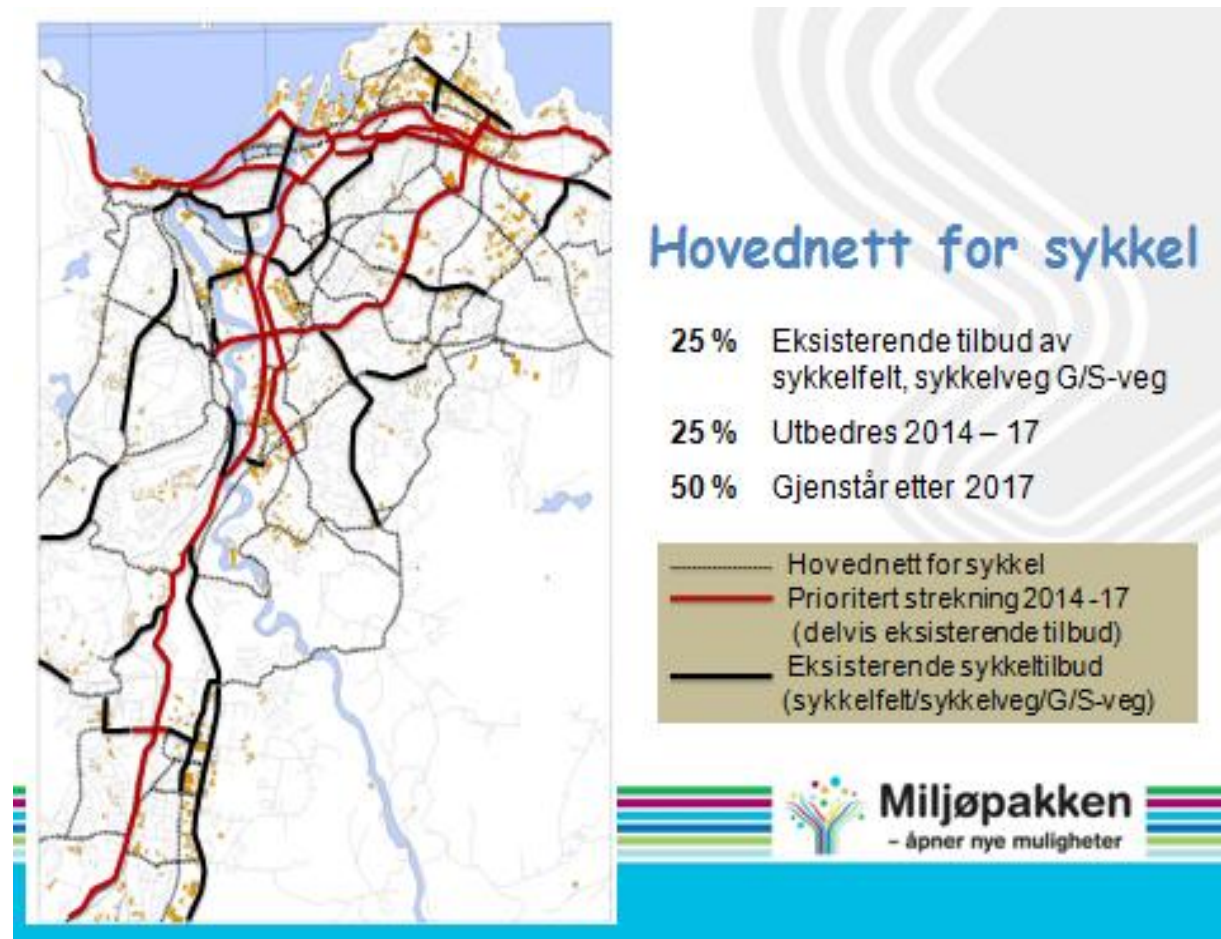 Hovednett for sykkel
25 % Eksisterende tilbud av
sykkelfelt, sykkelveg G/S-veg
25 % Utbedres 2014 – 17
50 % Gjenstår etter 2017
Hovednett for sykkel
Prioritert strekning 2014-17
(delvis eksisterende tilbud)
Eksisterende sykkeltilbud
(sykkelfelt/sykkelveg/G/S-veg)
Miljøpakken
– åpner nye muligheter